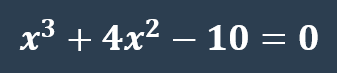 x³ + 4x² − 10 = 0